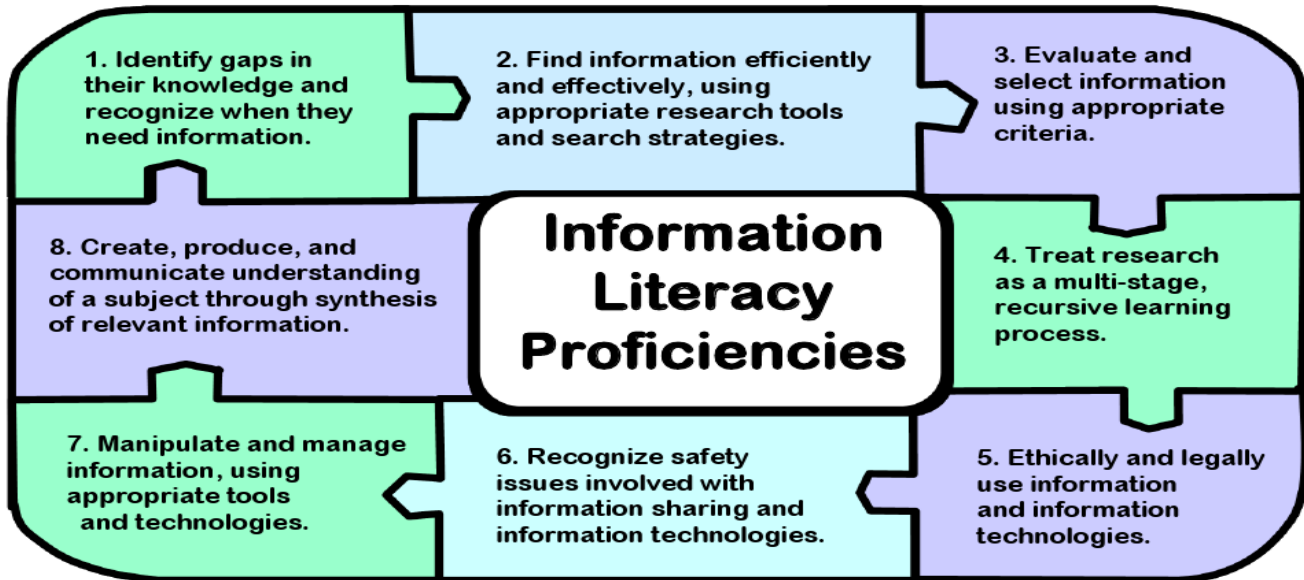 1. Identify gaps in
their knowledge and
recognize when they
need information.
2. Find information efficiently
and effectively, using
appropriate research tools
and search strategies.
3. Evaluate and
select information
using appropriate
criteria.
Information
Literacy
Proficiencies
4. Treat research
as a multi-stage,
recursive learning
process.
5. Ethically and legally
use information
and information
technologies.
6. Recognize safety
issues involved with
information sharing and
information technologies.
7. Manipulate and manage
information, using
appropriate tools
and technologies.
8. Create, produce, and
communicate understanding
of a subject through synthesis
of relevant information.